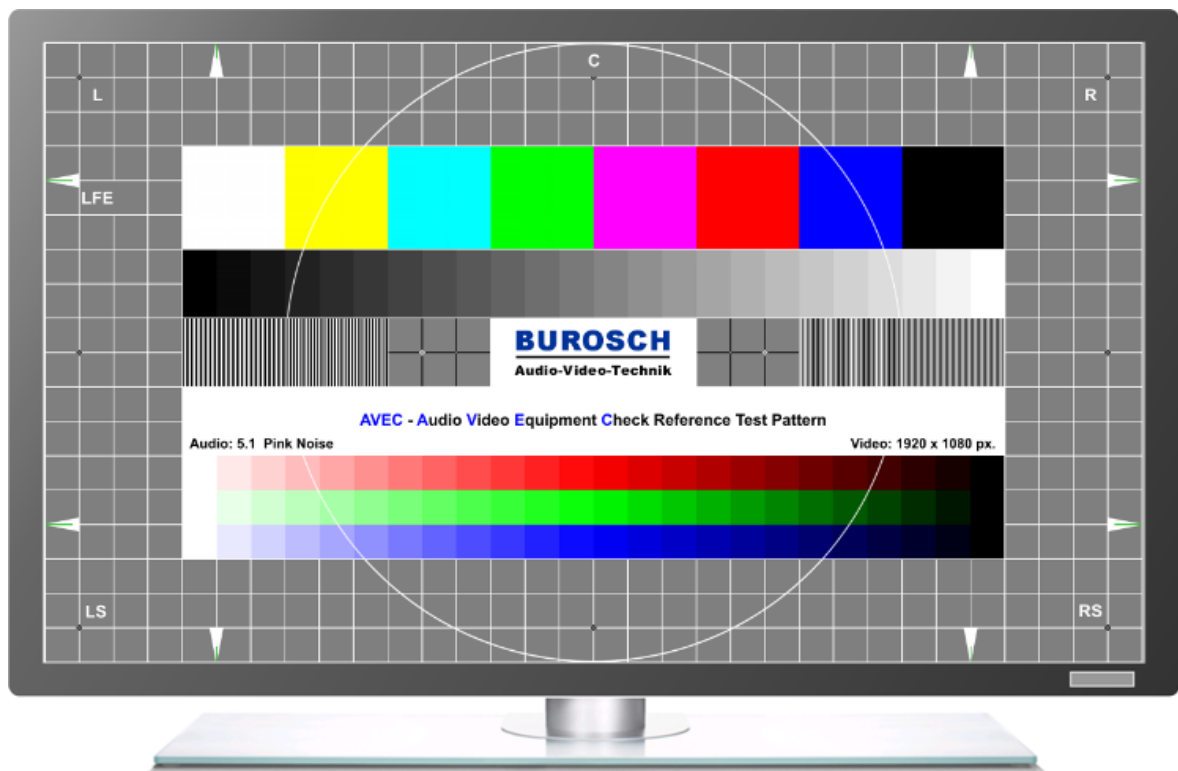 C
L
R
LFE
BUROSCH
Audio-Video-Technik
AVEC - Audio Video Equipment Check Reference Test Pattern
Audio: 5.1 Pink Noise
Video: 1920 x 1080 px.
LS
RS